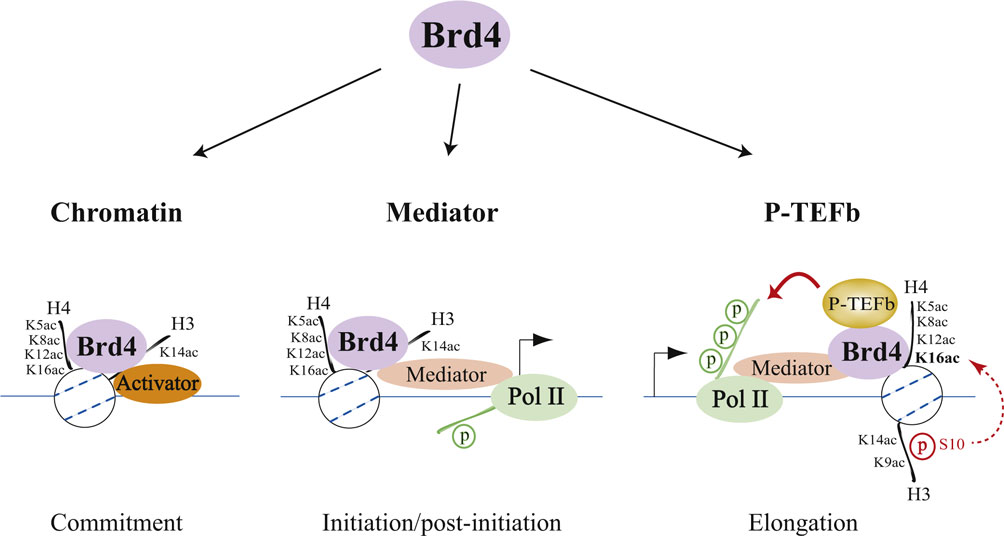 Brd4
Chromatin
Mediator
P-TEFb
H4
K5ac
K8ac
K12ac
K16ac
Brd4
H3
K14ac
Activator
H4
K5ac
K8ac
K12ac
K16ac
Brd4
H3
K14ac
Mediator
Pol II
p
P-TEFb
H4
K5ac
K8ac
K12ac
K16ac
Brd4
p
p
p
Mediator
Pol II
K14ac
K9ac
p S10
H3
Commitment
Initiation/post-initiation
Elongation